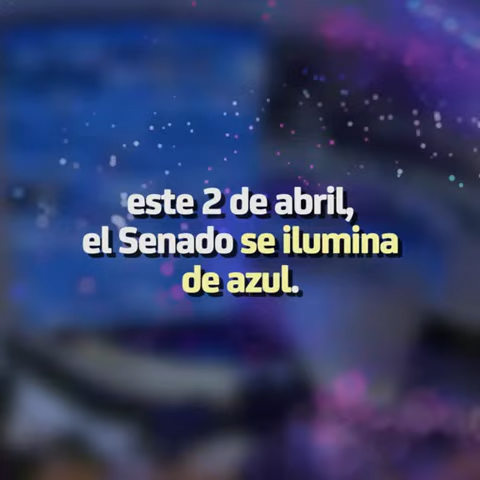 este 2 de abril,
el Senado se ilumina
de azul.